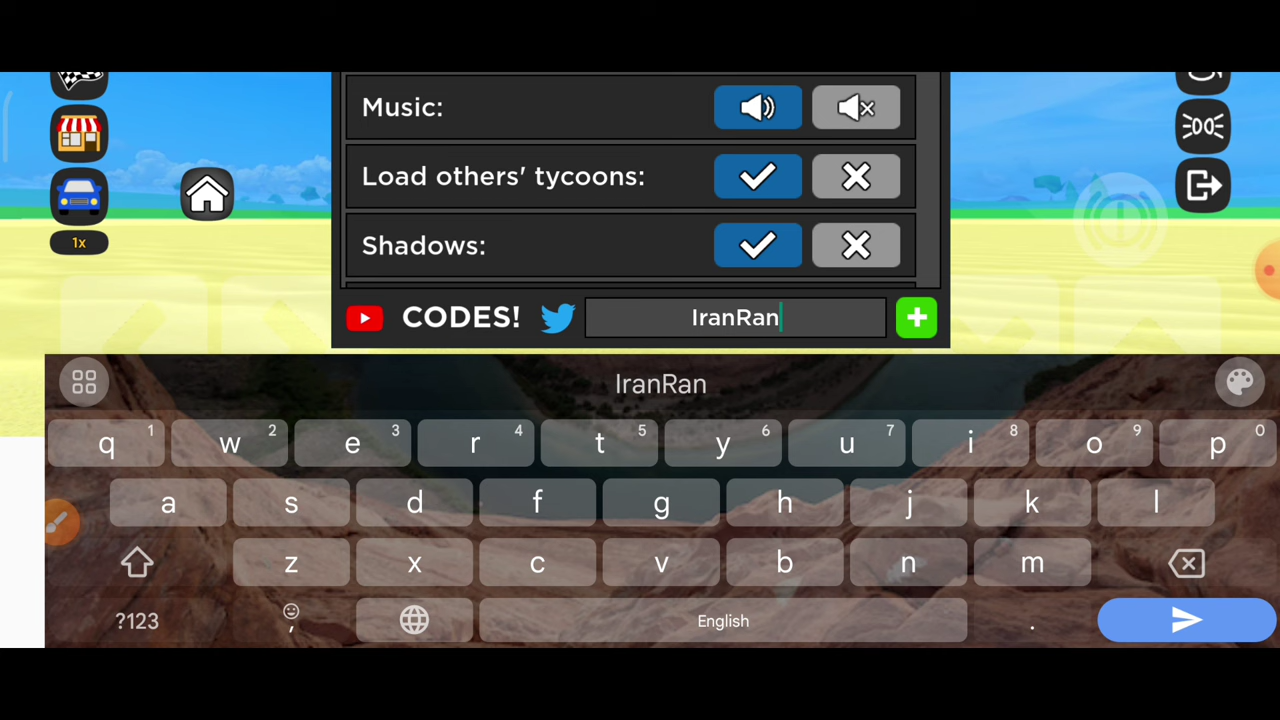 Music:
Load others' tycoons:
Shadows:
1x
CODES!
IranRan
IranRan
q 1 w 2 e 3 r 4 t 5 y 6 u 7 i 8 o 9 p 0
a s d f g h j k l
z x c v b n m
?123 , English .